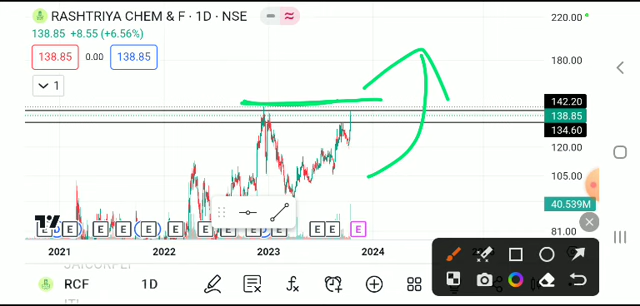 RASHTRIYA CHEM & F · 1D · NSE
138.85 +8.55 (+6.56%)
138.85 0.00 138.85
1
220.00
180.00
142.20
138.85
134.60
120.00
105.00
40.539M
81.00
E E E E E E E E E E E E
2021 2022 2023 2024
RCF 1D